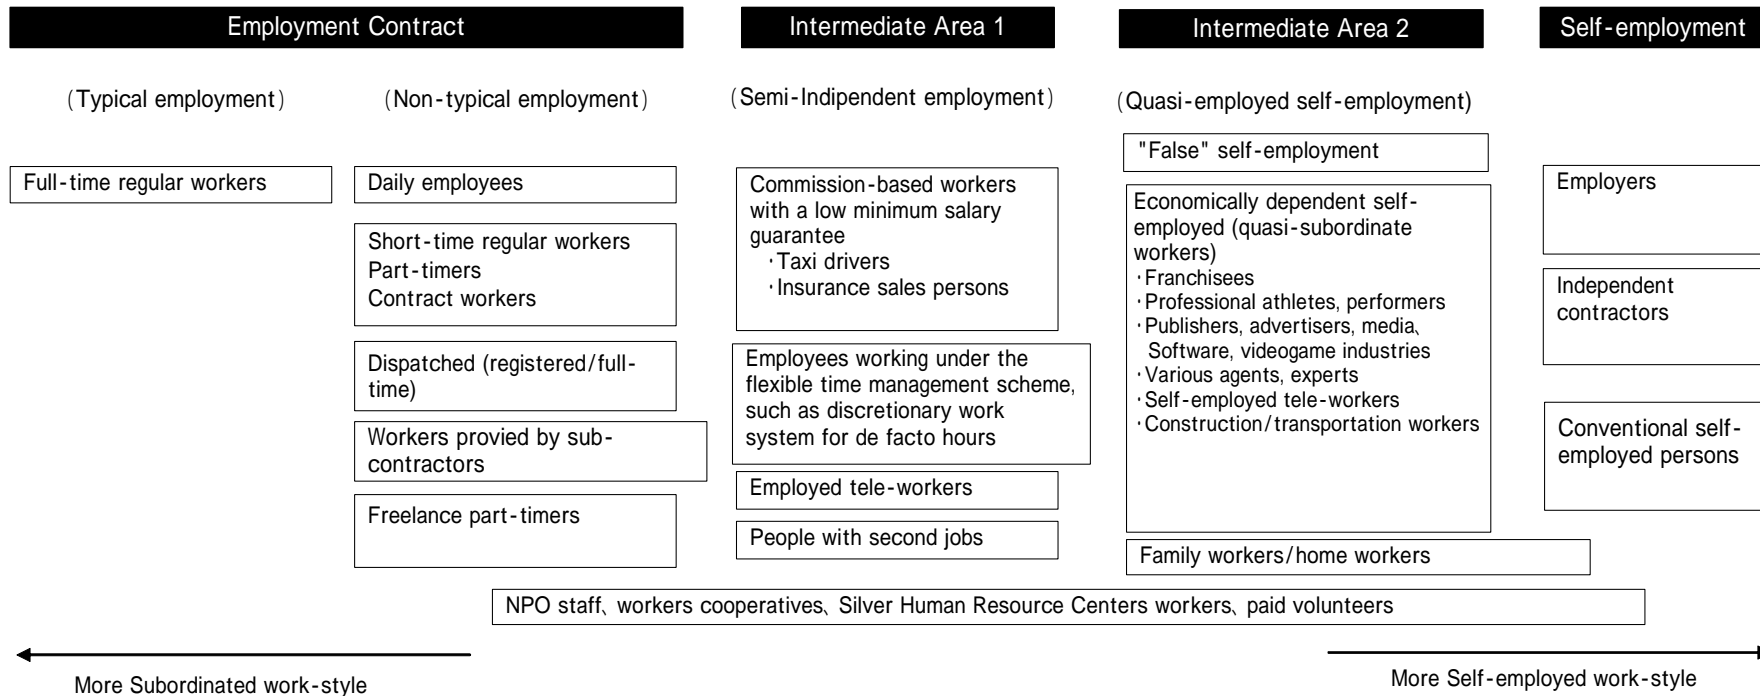 Employment Contract
Intermediate Area 1
Intermediate Area 2
Self-employment
(Typical employment)
(Non-typical employment)
(Semi-Indipendent employment)
(Quasi-employed self-employment)
Full-time regular workers
Daily employees
Short-time regular workers
Part-timers
Contract workers
Dispatched (registered/full-
time)
Workers provied by sub-
contractors
Freelance part-timers
Commission-based workers
with a low minimum salary
guarantee
・Taxi drivers
・Insurance sales persons
Employees working under the
flexible time management scheme,
such as discretionary work
system for de facto hours
Employed tele-workers
People with second jobs
"False" self-employment
Economically dependent self-
employed (quasi-subordinate
workers)
・Franchisees
・Professional athletes, performers
・Publishers, advertisers, media、
Software, videogame industries
・Various agents, experts
・Self-employed tele-workers
・Construction/transportation workers
Family workers/home workers
Employers
Independent
contractors
Conventional self-
employed persons
NPO staff、workers cooperatives、Silver Human Resource Centers workers、paid volunteers
More Subordinated work-style
More Self-employed work-style